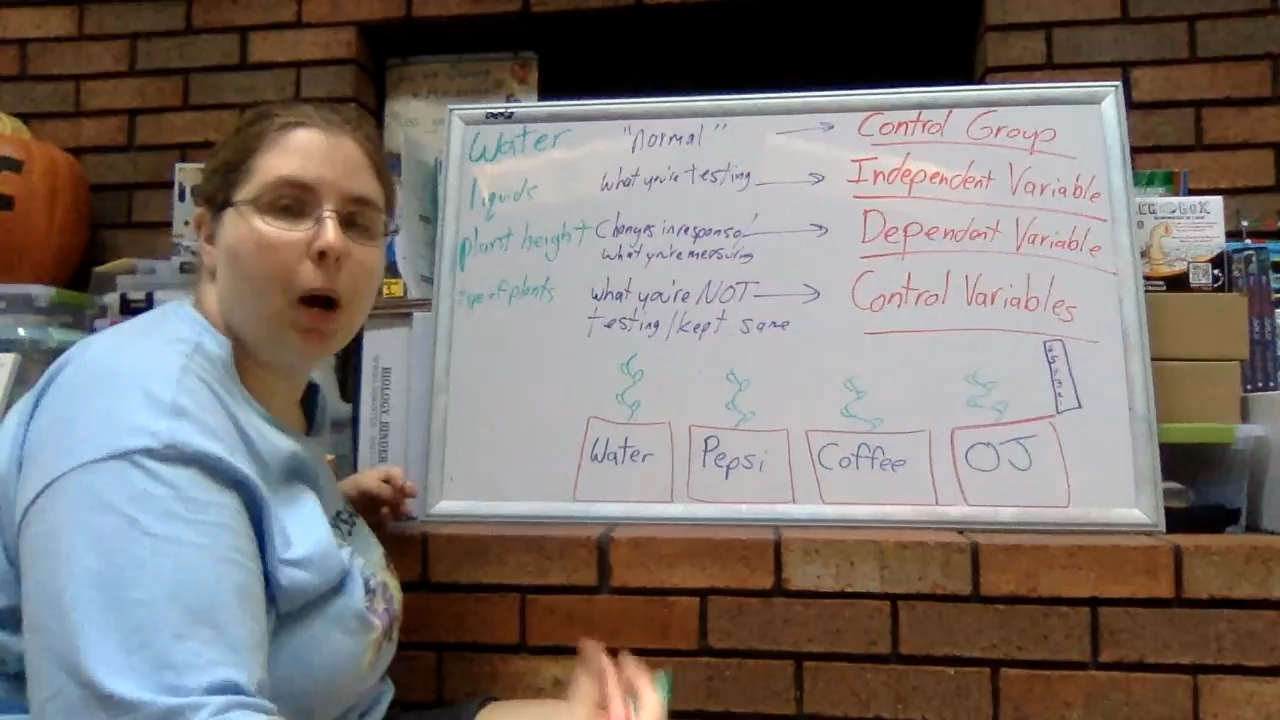 Water "normal" → Control Group
liquids what you're testing → Independent Variable
plant height Changes in response/ → Dependent Variable
what you're measuring
type of plants what you're NOT → Control Variables
testing/kept same
Water Pepsi Coffee OJ
BIOLOGY BINDER